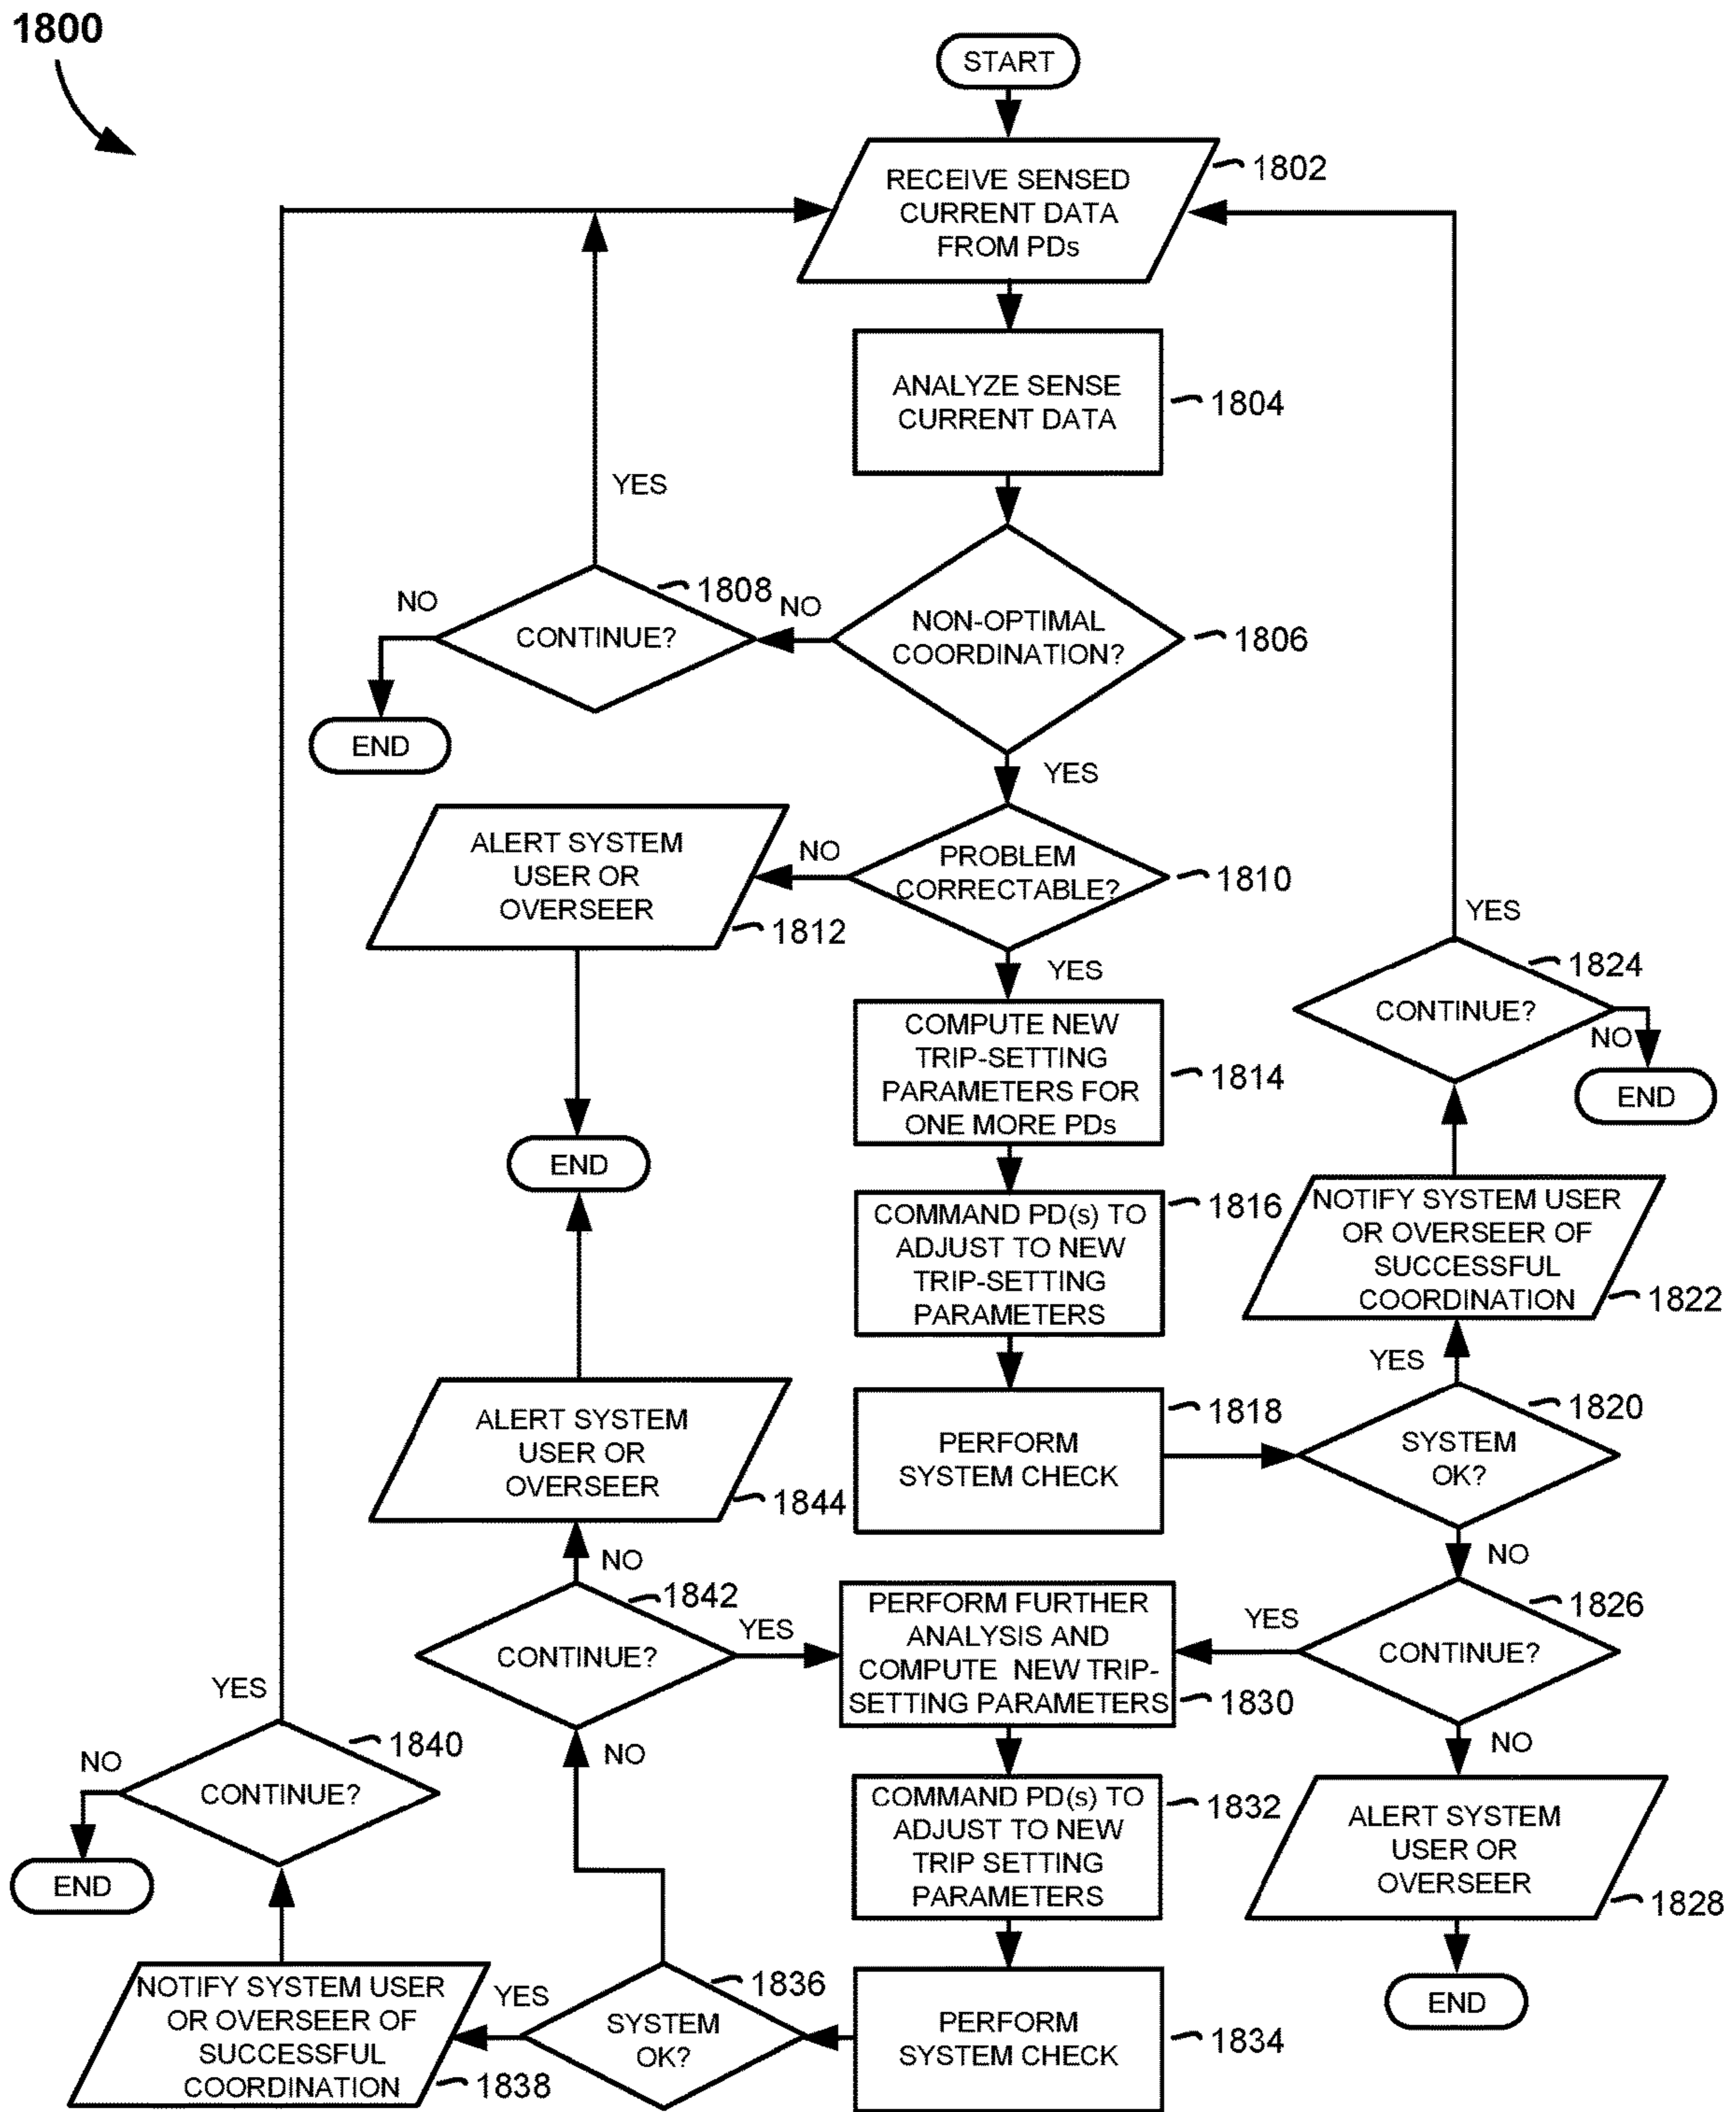 1800
START
RECEIVE SENSED
CURRENT DATA
FROM PDs
1802
ANALYZE SENSE
CURRENT DATA
1804
YES
NON-OPTIMAL
COORDINATION?
1806
NO
CONTINUE?
1808
NO
END
YES
PROBLEM
CORRECTABLE?
1810
NO
ALERT SYSTEM
USER OR
OVERSEER
1812
END
YES
COMPUTE NEW
TRIP-SETTING
PARAMETERS FOR
ONE MORE PDs
1814
COMMAND PD(s) TO
ADJUST TO NEW
TRIP-SETTING
PARAMETERS
1816
PERFORM
SYSTEM CHECK
1818
SYSTEM
OK?
1820
YES
NOTIFY SYSTEM USER
OR OVERSEER OF
SUCCESSFUL
COORDINATION
1822
CONTINUE?
1824
YES
NO
END
NO
CONTINUE?
1826
NO
ALERT SYSTEM
USER OR
OVERSEER
1828
END
YES
PERFORM FURTHER
ANALYSIS AND
COMPUTE NEW TRIP-
SETTING PARAMETERS
1830
COMMAND PD(s) TO
ADJUST TO NEW
TRIP SETTING
PARAMETERS
1832
PERFORM
SYSTEM CHECK
1834
SYSTEM
OK?
1836
YES
NOTIFY SYSTEM USER
OR OVERSEER OF
SUCCESSFUL
COORDINATION
1838
CONTINUE?
1840
YES
NO
END
NO
CONTINUE?
1842
YES
NO
ALERT SYSTEM
USER OR
OVERSEER
1844